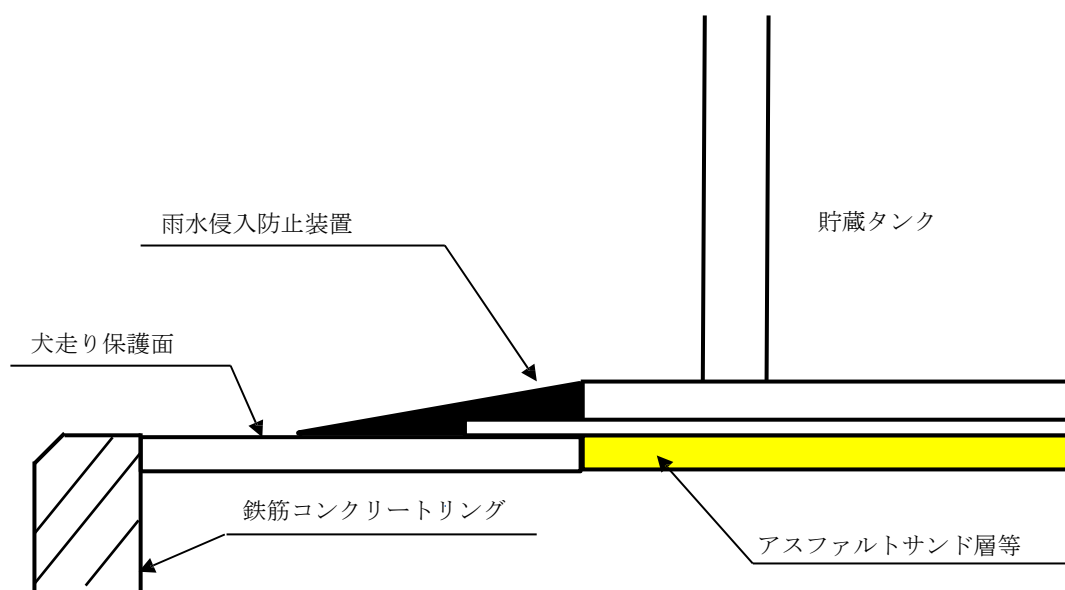 雨水侵入防止装置
貯蔵タンク
犬走り保護面
鉄筋コンクリートリング
アスファルトサンド層等